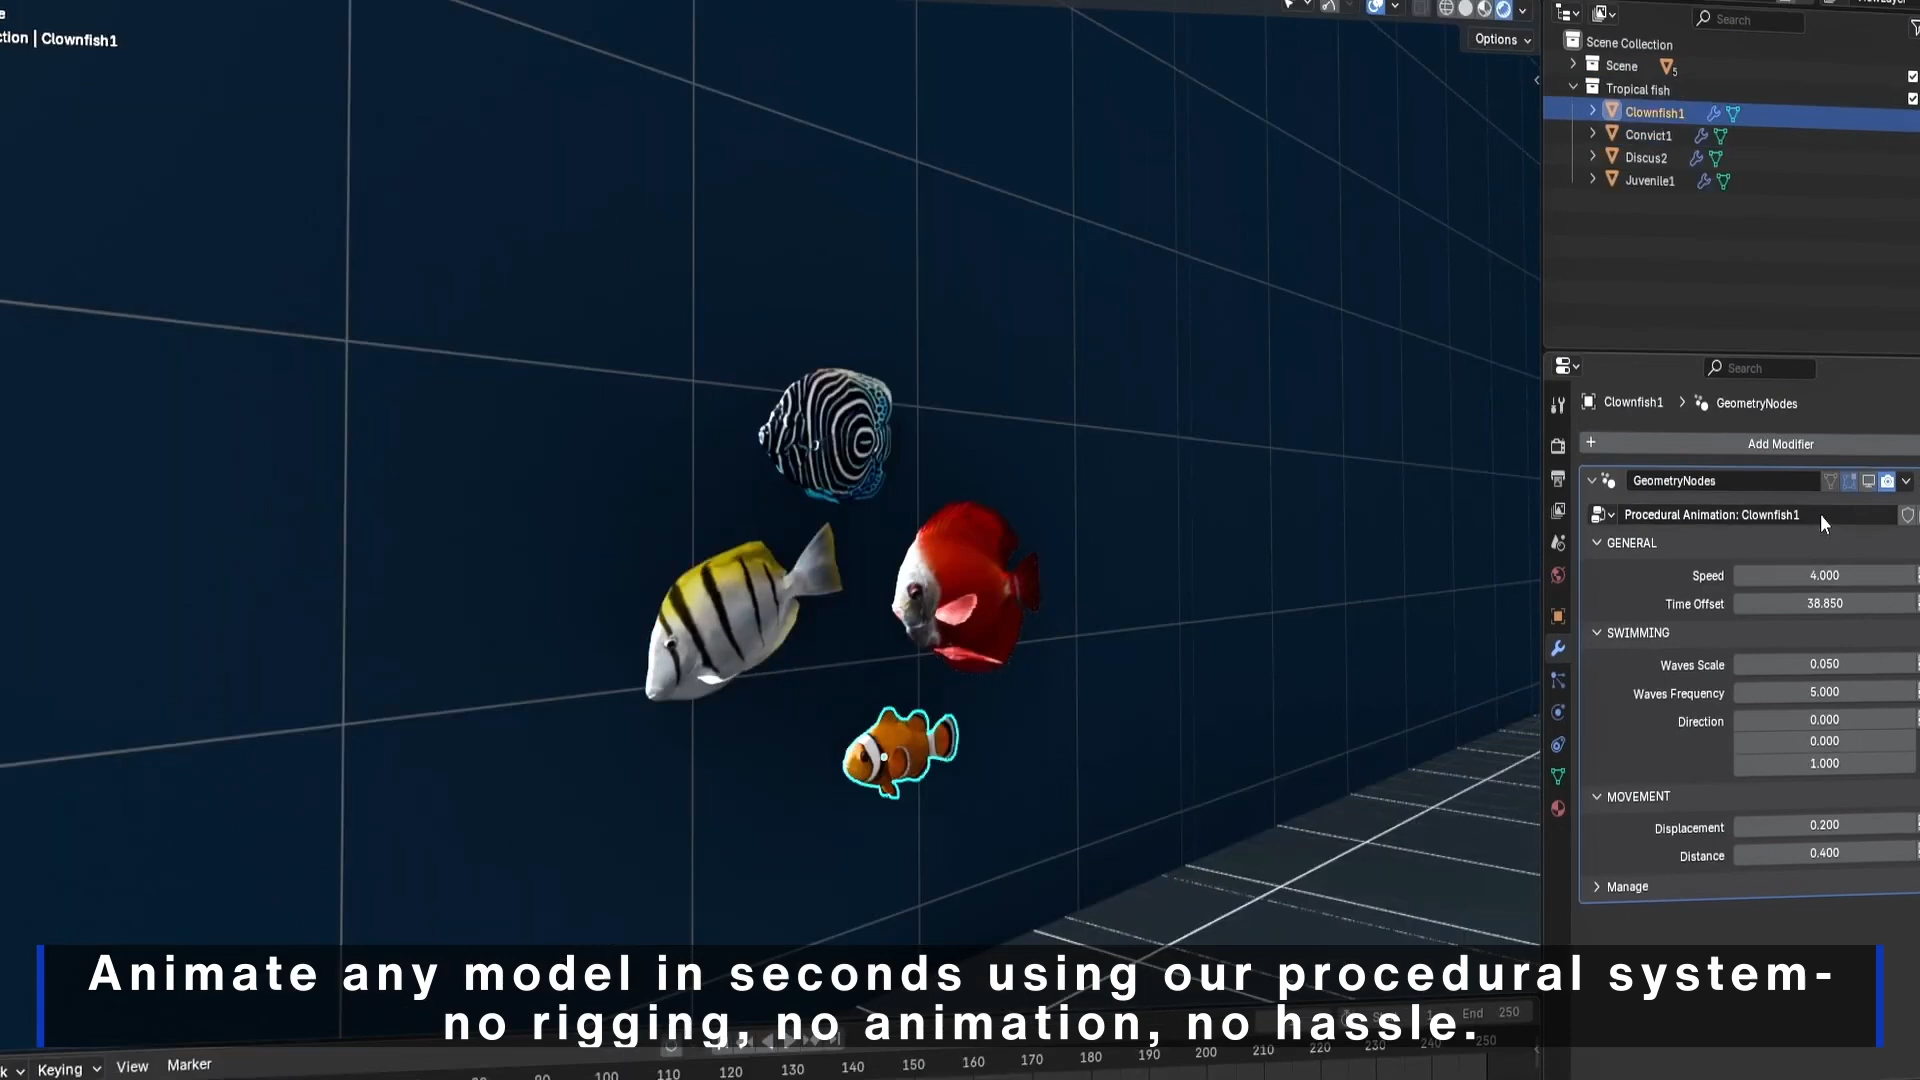 ction | Clownfish1
Options
Search
Scene Collection
Scene 5
Tropical fish
Clownfish1
Convict1
Discus2
Juvenile1
Search
Clownfish1 > GeometryNodes
+ Add Modifier
GeometryNodes
Procedural Animation: Clownfish1
GENERAL
Speed 4.000
Time Offset 38.850
SWIMMING
Waves Scale 0.050
Waves Frequency 5.000
Direction 0.000
0.000
1.000
MOVEMENT
Displacement 0.200
Distance 0.400
Manage
Animate any model in seconds using our procedural system-
no rigging, no animation, no hassle.
1 End 250
Keying View Marker
100 110 120 130 140 150 160 170 180 190 200 210 220 230 250